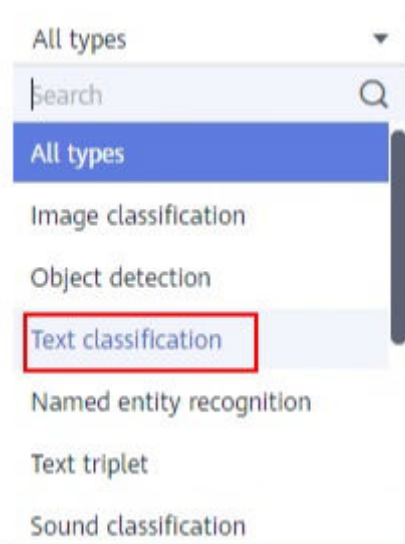 All types
Search
All types
Image classification
Object detection
Text classification
Named entity recognition
Text triplet
Sound classification